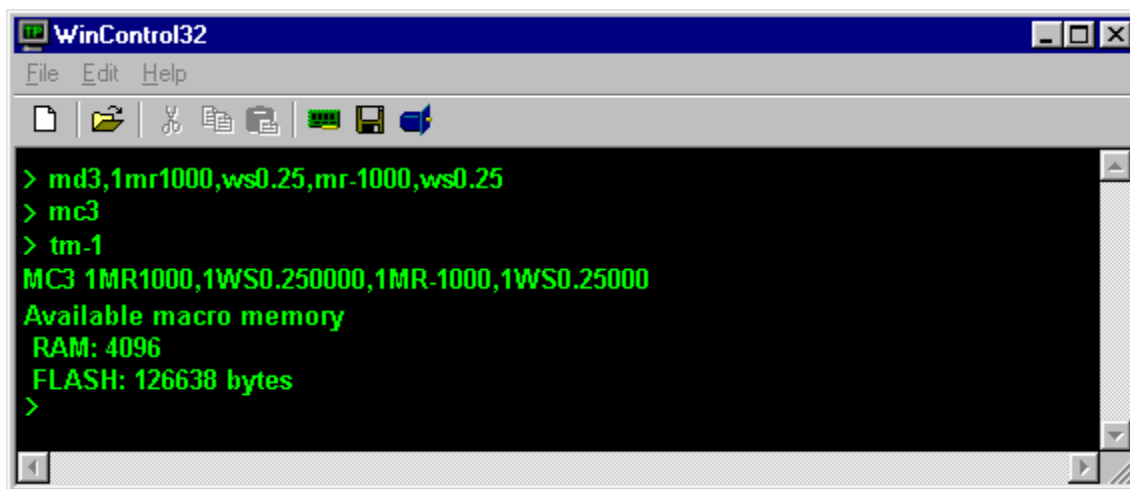 TP WinControl32
File Edit Help
> md3,1mr1000,ws0.25,mr-1000,ws0.25
> mc3
> tm-1
MC3 1MR1000,1WS0.250000,1MR-1000,1WS0.25000
Available macro memory
RAM: 4096
FLASH: 126638 bytes
>